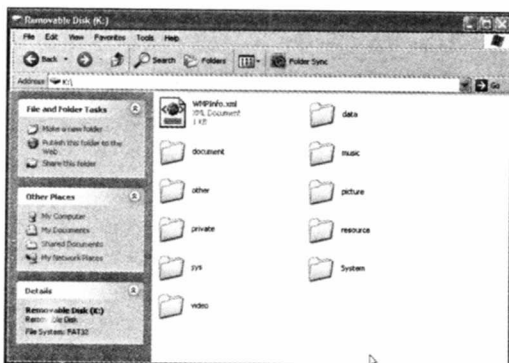 Removable Disk (K:)
File Edit View Favorites Tools Help
Back Search Folders Folder Sync
Address K:\ Go
File and Folder Tasks
Make a new folder
Publish this folder to the
Web
Share this folder
Other Places
My Computer
My Documents
Shared Documents
My Network Places
Details
Removable Disk (K:)
Removable Disk
File System: FAT32
WMPInfo.xml
XML Document
1 KB
data
document
music
other
picture
private
resource
sys
System
video